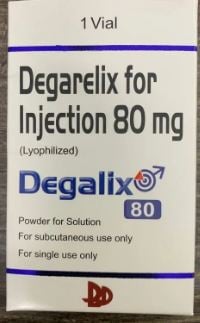 1 Vial
Degarelix for
Injection 80 mg
(Lyophilized)
Degalix
80
Powder for Solution
For subcutaneous use only
For single use only